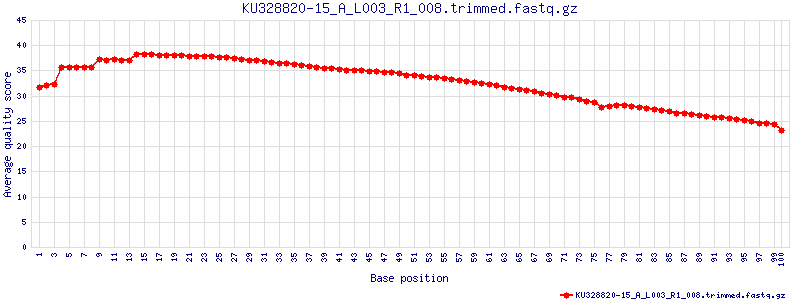 KU328820-15_A_L003_R1_008.trimmed.fastq.gz
45
40
35
30
25
20
15
10
5
0
Average quality score
1 3 5 7 9 11 13 15 17 19 21 23 25 27 29 31 33 35 37 39 41 43 45 47 49 51 53 55 57 59 61 63 65 67 69 71 73 75 77 79 81 83 85 87 89 91 93 95 97 99 100
Base position
KU328820-15_A_L003_R1_008.trimmed.fastq.gz